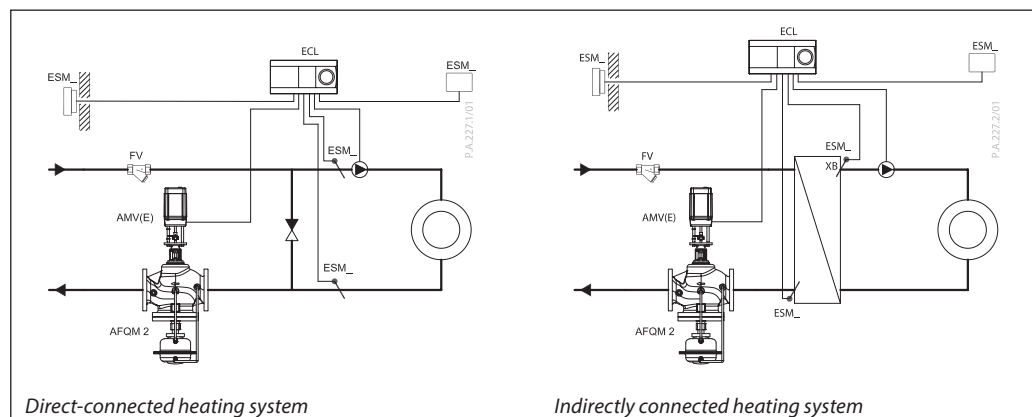 ECL
ESM_
ESM_
P.A.227.1/01
FV
ESM_
AMV(E)
ESM_
AFQM 2
Direct-connected heating system
ECL
ESM_
ESM_
P.A.227.2/01
FV
ESM_
XB
AMV(E)
ESM_
AFQM 2
Indirectly connected heating system